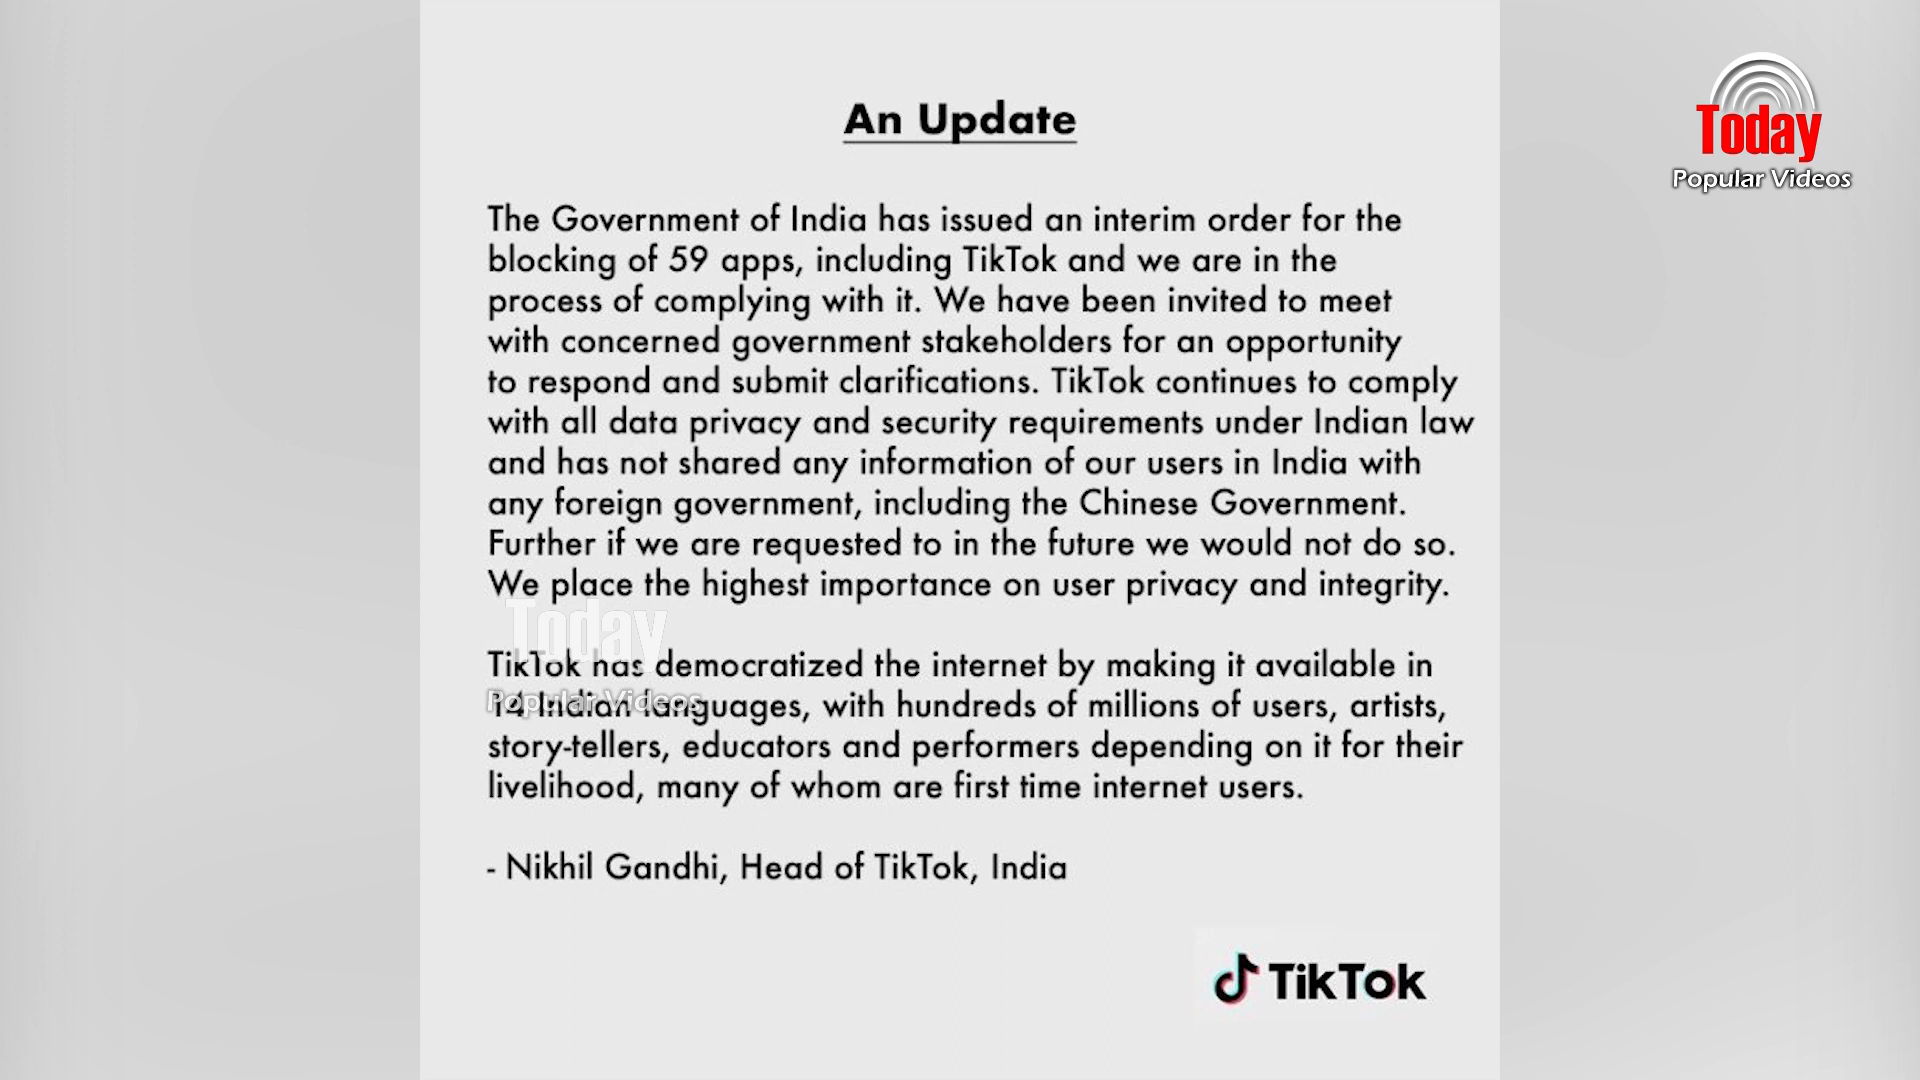 An Update
Today
Popular Videos
The Government of India has issued an interim order for the
blocking of 59 apps, including TikTok and we are in the
process of complying with it. We have been invited to meet
with concerned government stakeholders for an opportunity
to respond and submit clarifications. TikTok continues to comply
with all data privacy and security requirements under Indian law
and has not shared any information of our users in India with
any foreign government, including the Chinese Government.
Further if we are requested to in the future we would not do so.
We place the highest importance on user privacy and integrity.
Today
TikTok has democratized the internet by making it available in
Popular Videos
14 Indian languages, with hundreds of millions of users, artists,
story-tellers, educators and performers depending on it for their
livelihood, many of whom are first time internet users.
- Nikhil Gandhi, Head of TikTok, India
TikTok